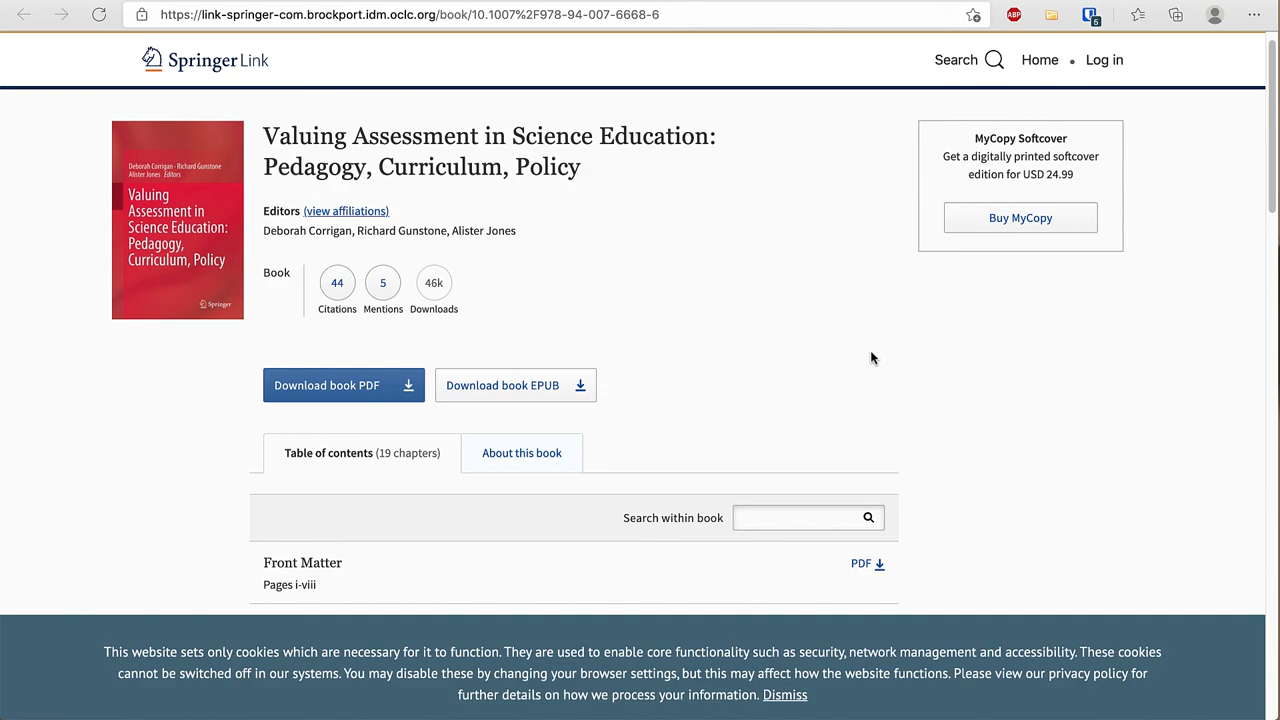 https://link-springer-com.brockport.idm.oclc.org/book/10.1007%2F978-94-007-6668-6
ABP
5
Springer Link
Search
Home
Log in
Deborah Corrigan · Richard Gunstone
Alister Jones Editors
Valuing
Assessment in
Science Education:
Pedagogy,
Curriculum, Policy
Springer
Valuing Assessment in Science Education:
Pedagogy, Curriculum, Policy
Editors (view affiliations)
Deborah Corrigan, Richard Gunstone, Alister Jones
Book
44
Citations
5
Mentions
46k
Downloads
MyCopy Softcover
Get a digitally printed softcover
edition for USD 24.99
Buy MyCopy
Download book PDF
Download book EPUB
Table of contents (19 chapters)
About this book
Search within book
Front Matter
PDF
Pages i-viii
This website sets only cookies which are necessary for it to function. They are used to enable core functionality such as security, network management and accessibility. These cookies
cannot be switched off in our systems. You may disable these by changing your browser settings, but this may affect how the website functions. Please view our privacy policy for
further details on how we process your information. Dismiss